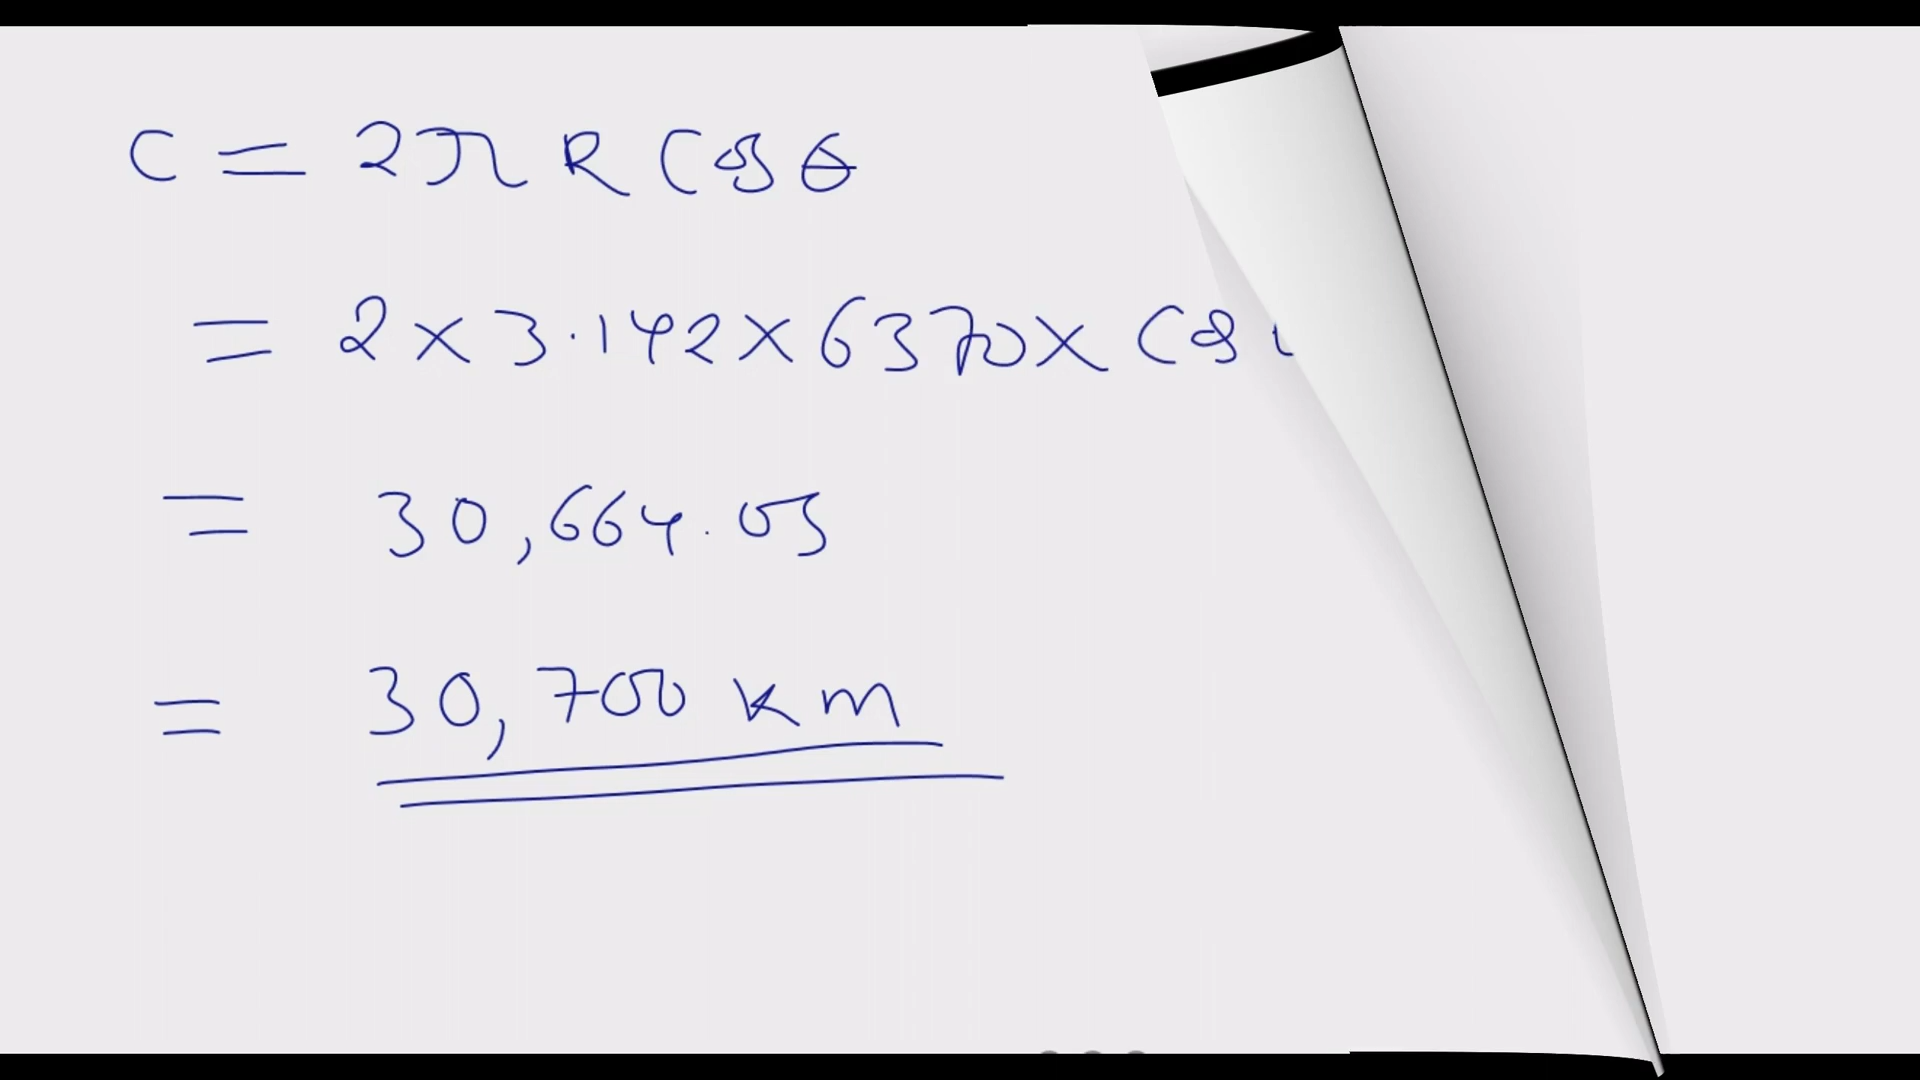 C = 2πR Cos θ
= 2 × 3.142 × 6370 × Cos
= 30,664.05
= 30,700 km